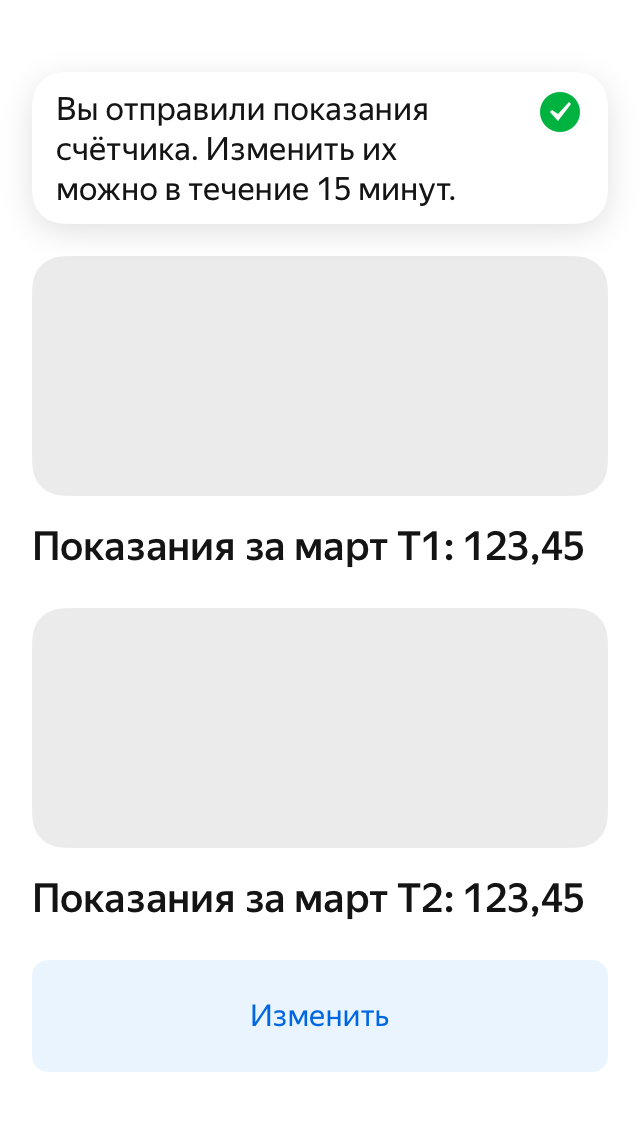 Вы отправили показания
счётчика. Изменить их
можно в течение 15 минут.
Показания за март Т1: 123,45
Показания за март Т2: 123,45
Изменить